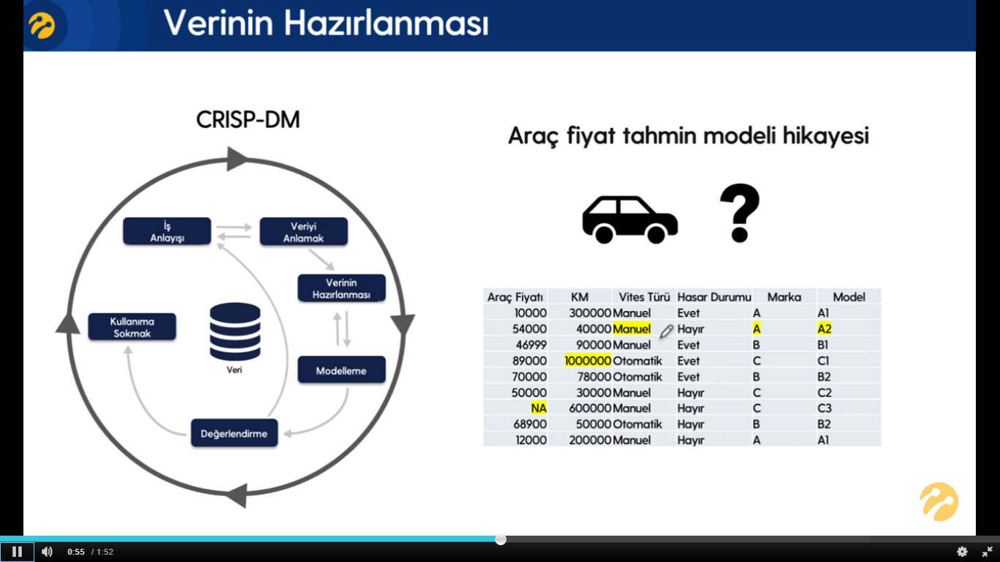 Verinin Hazırlanması
CRISP-DM
İş
Anlayışı
Veriyi
Anlamak
Verinin
Hazırlanması
Kullanıma
Sokmak
Veri
Modelleme
Değerlendirme
Araç fiyat tahmin modeli hikayesi
?
Araç Fiyatı KM Vites Türü Hasar Durumu Marka Model
10000 300000 Manuel Evet A A1
54000 40000 Manuel Hayır A A2
46999 90000 Manuel Evet B B1
89000 1000000 Otomatik Evet C C1
70000 78000 Otomatik Evet B B2
50000 30000 Manuel Hayır C C2
NA 600000 Manuel Hayır C C3
68900 50000 Otomatik Hayır B B2
12000 200000 Manuel Hayır A A1
0:55 / 1:52